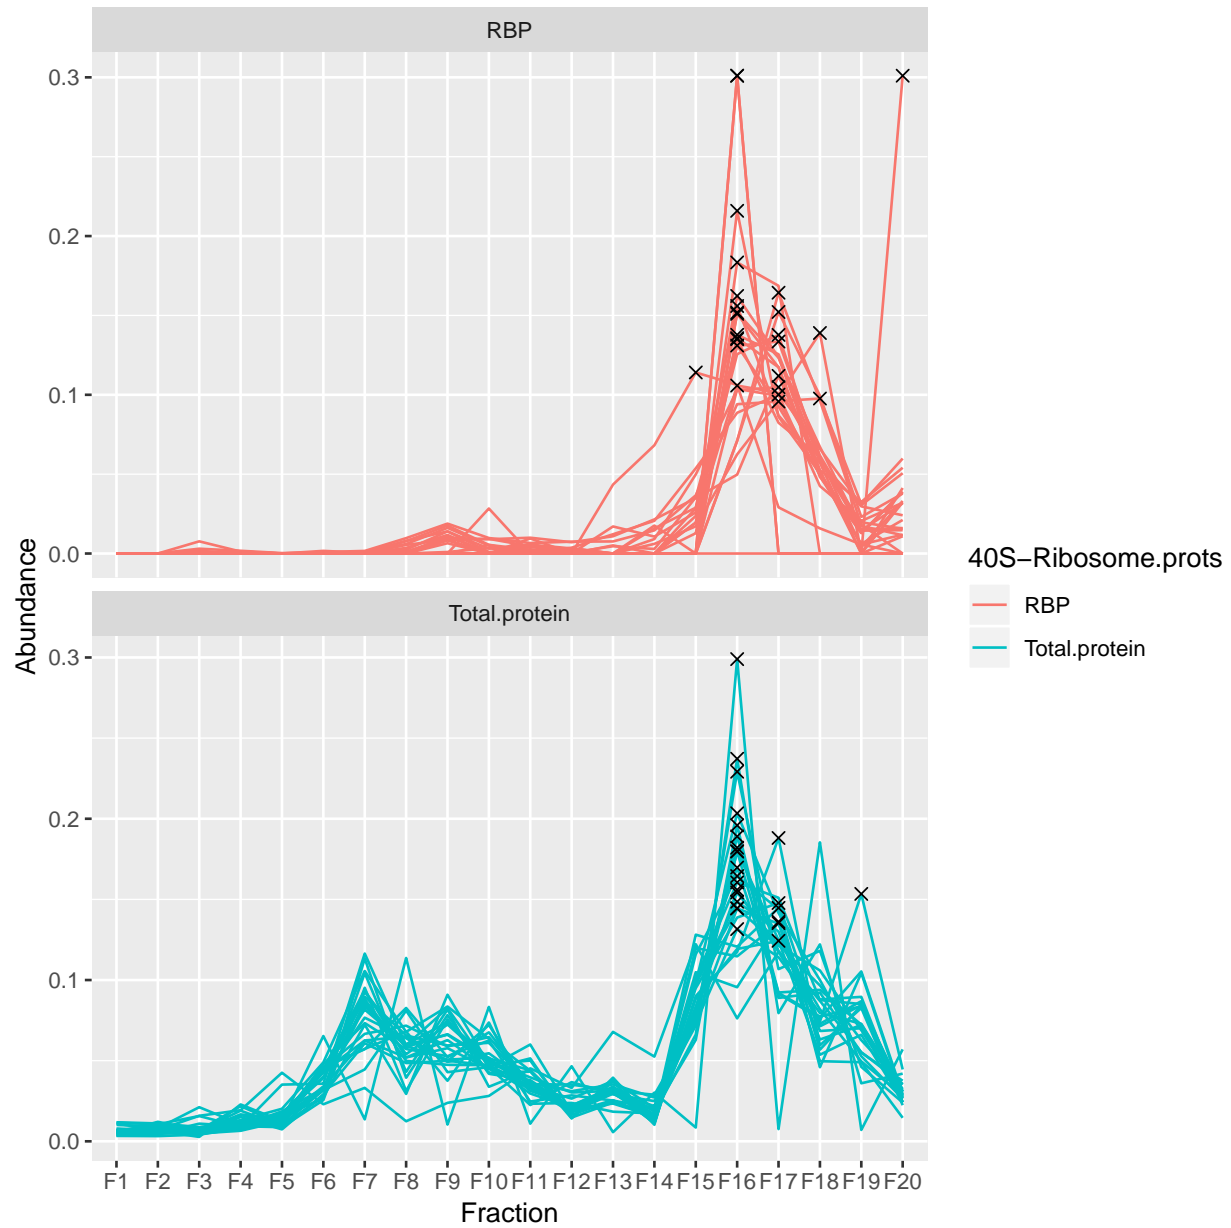 RBP
0.3
0.2
0.1
0.0
Total.protein
0.3
0.2
0.1
0.0
F1 F2 F3 F4 F5 F6 F7 F8 F9 F10 F11 F12 F13 F14 F15 F16 F17 F18 F19 F20
Fraction
Abundance
40S−Ribosome.prots
RBP
Total.protein